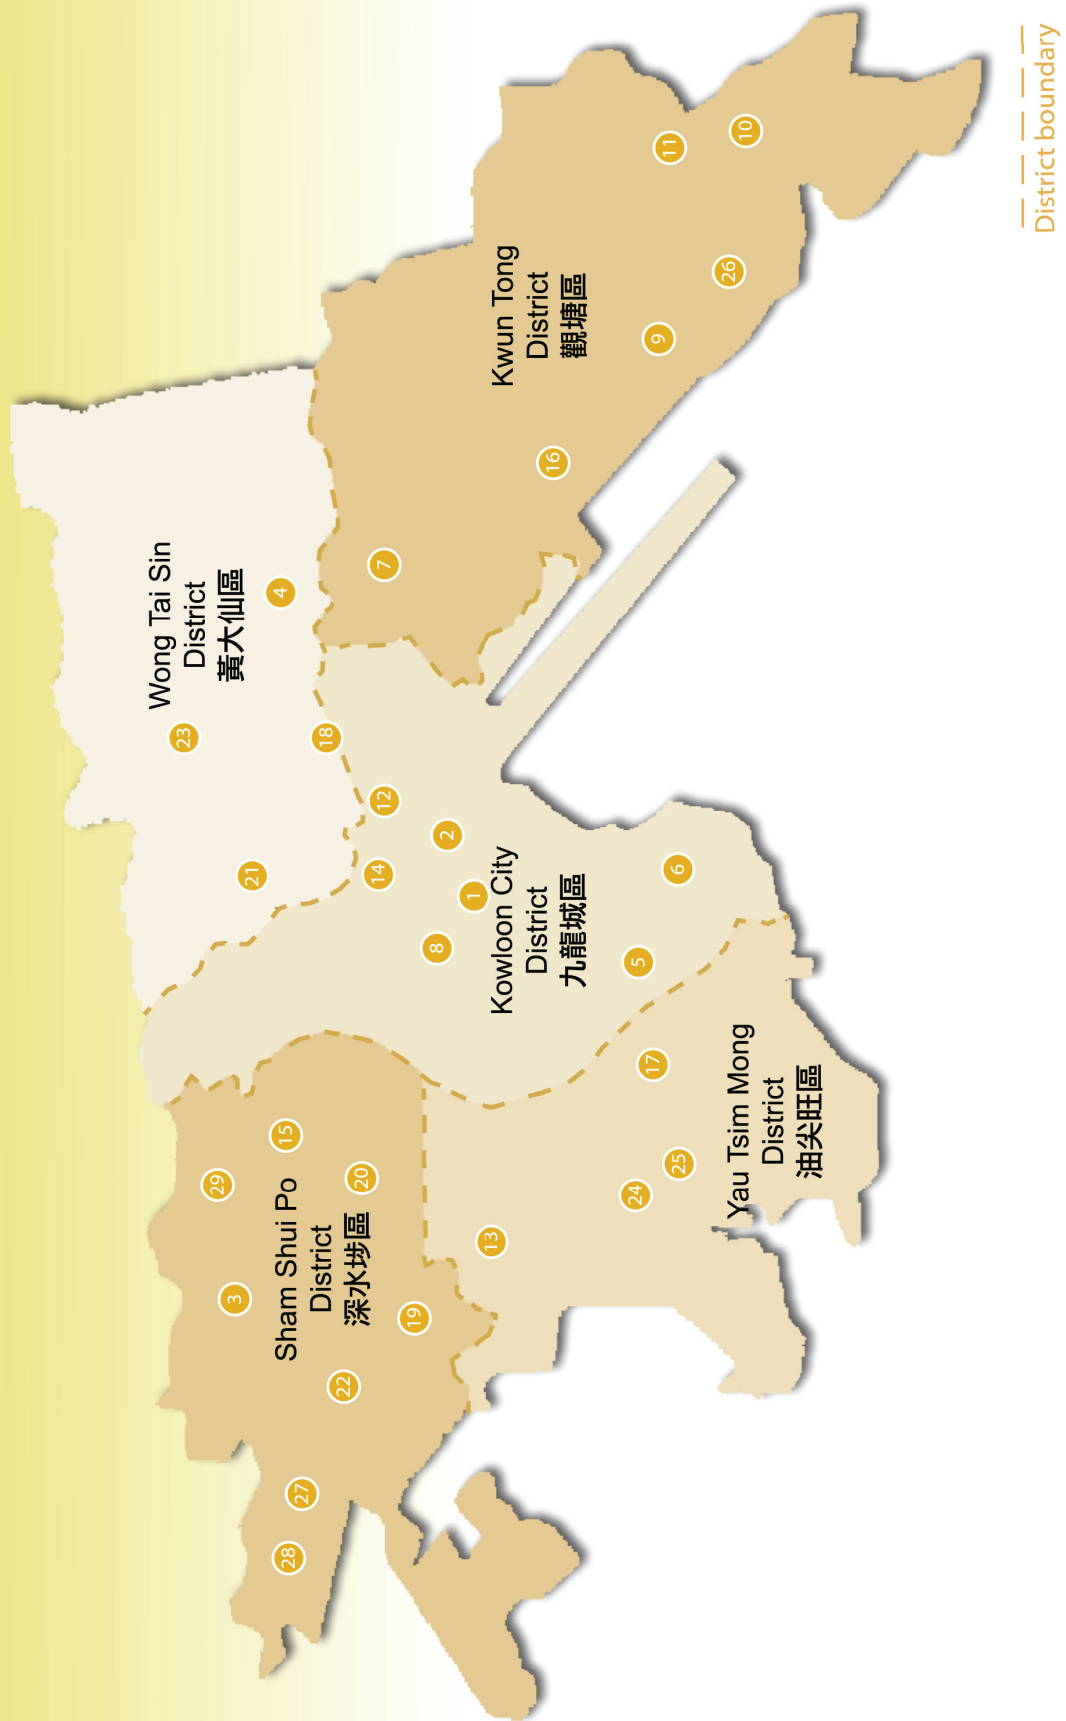 Wong Tai Sin
District
黃大仙區
23
4
21
18
Kwun Tong
District
觀塘區
7
16
9
26
11
10
Kowloon City
District
九龍城區
12
14
2
1
8
6
5
Sham Shui Po
District
深水埗區
29
15
3
20
19
22
27
28
Yau Tsim Mong
District
油尖旺區
17
13
24
25
District boundary